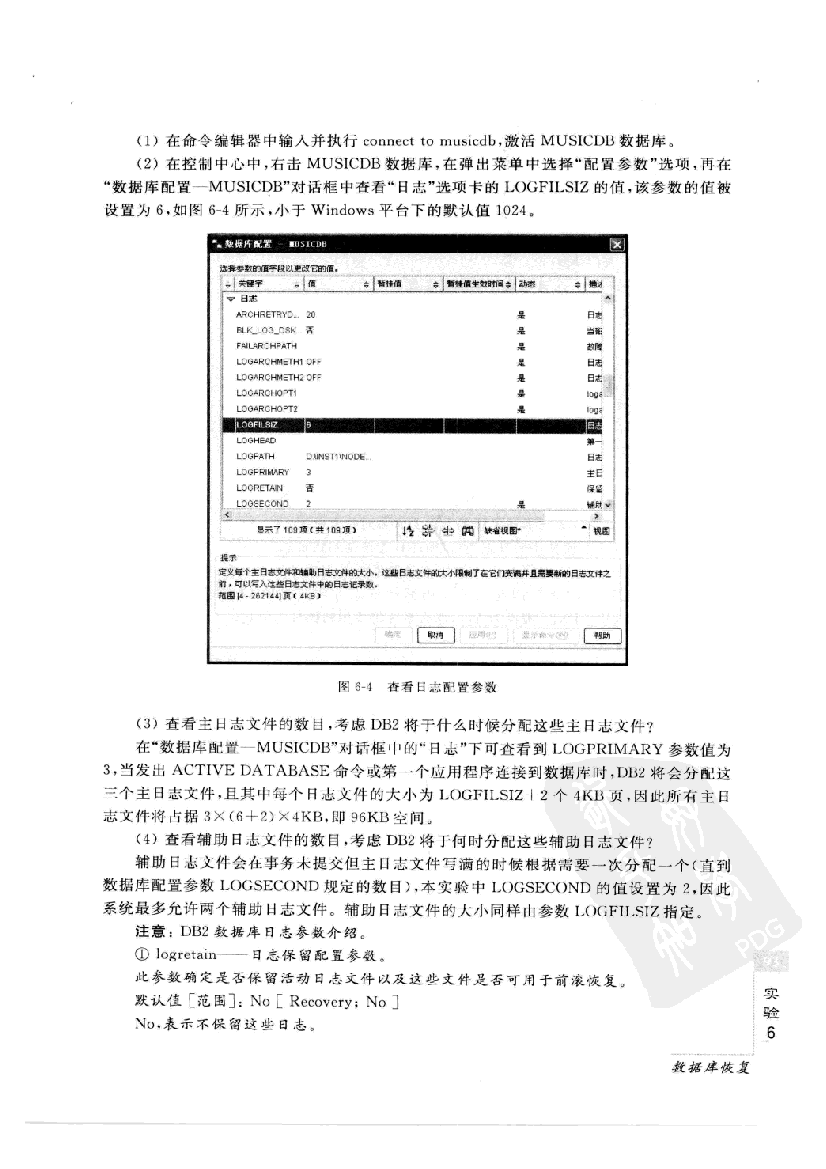 (1) 在命令编辑器中输入并执行 connect to musicdb,激活 MUSICDB 数据库。
(2) 在控制中心中,右击 MUSICDB 数据库,在弹出菜单中选择“配置参数”选项,再在
“数据库配置—MUSICDB”对话框中查看“日志”选项卡的 LOGFILSIZ 的值,该参数的值被
设置为 6,如图 6-4 所示,小于 Windows 平台下的默认值 1024。
数据库配置 - MUSICDB
选择参数的值字段以更改它的值。
关键字 值 暂挂值 暂挂值生效时间 动态 描述
日志
ARCHRETRYD... 20 是 日志
BLK_LOG_DSK 否 是 当磁
FAILARCHPATH 是 故障
LOGARCHMETH1 OFF 是 日志
LOGARCHMETH2 OFF 是 日志
LOGARCHOPT1 是 loga
LOGARCHOPT2 是 loga
LOGFILSIZ 6 日志
LOGHEAD 第一
LOGPATH D:\INST1\NODE... 日志
LOGPRIMARY 3 主日
LOGRETAIN 否 保留
LOGSECOND 2 是 辅助
显示了 109 项(共 109 项) 缺省视图* 视图
提示
定义每个主日志文件和辅助日志文件的大小。这些日志文件的大小限制了在它们变满并且需要新的日志文件之
前,可以写入这些日志文件中的日志记录数。
范围 [4 - 262144] 页( 4KB )
确定 取消 帮助
图 6-4 查看日志配置参数
(3) 查看主日志文件的数目,考虑 DB2 将于什么时候分配这些主日志文件?
在“数据库配置—MUSICDB”对话框中的“日志”下可查看到 LOGPRIMARY 参数值为
3,当发出 ACTIVE DATABASE 命令或第一个应用程序连接到数据库时,DB2 将会分配这
三个主日志文件,且其中每个日志文件的大小为 LOGFILSIZ+2 个 4KB 页,因此所有主日
志文件将占据 3×(6+2)×4KB,即 96KB 空间。
(4) 查看辅助日志文件的数目,考虑 DB2 将于何时分配这些辅助日志文件?
辅助日志文件会在事务未提交但主日志文件写满的时候根据需要一次分配一个(直到
数据库配置参数 LOGSECOND 规定的数目),本实验中 LOGSECOND 的值设置为 2,因此
系统最多允许两个辅助日志文件。辅助日志文件的大小同样由参数 LOGFILSIZ 指定。
注意:DB2 数据库日志参数介绍。
① logretain——日志保留配置参数。
此参数确定是否保留活动日志文件以及这些文件是否可用于前滚恢复。
默认值[范围]:No [ Recovery; No ]
No,表示不保留这些日志。
PDG
实
验
6
数据库恢复